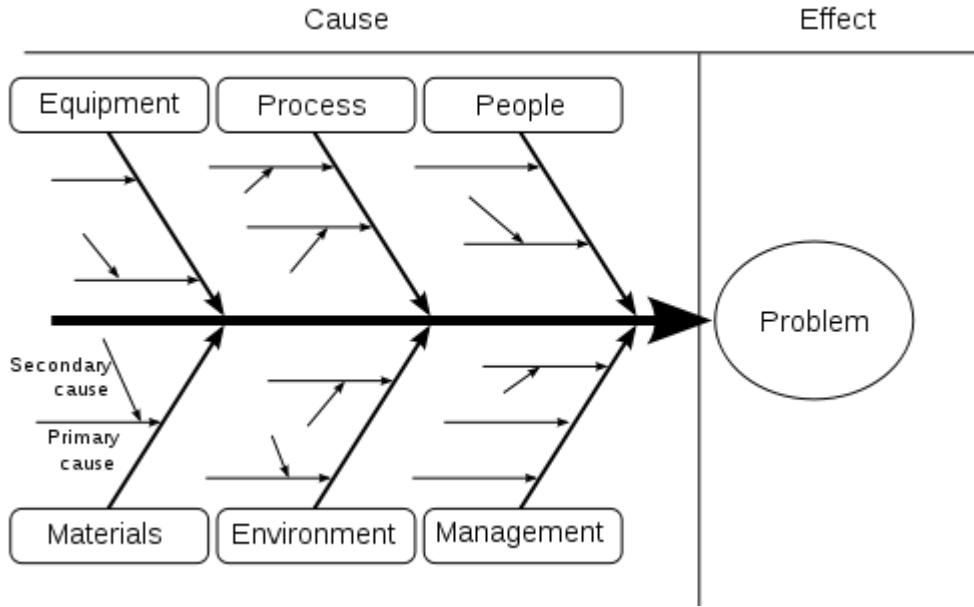 Cause
Effect
Equipment
Process
People
Problem
Secondary
cause
Primary
cause
Materials
Environment
Management